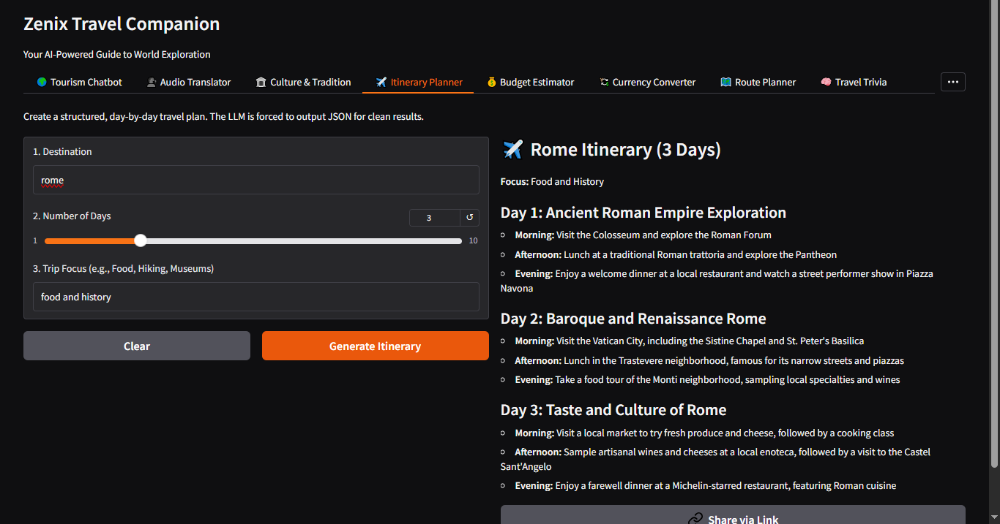 Zenix Travel Companion
Your AI-Powered Guide to World Exploration
Tourism Chatbot
Audio Translator
Culture & Tradition
Itinerary Planner
Budget Estimator
Currency Converter
Route Planner
Travel Trivia
...
Create a structured, day-by-day travel plan. The LLM is forced to output JSON for clean results.
1. Destination
rome
2. Number of Days
3
1
10
3. Trip Focus (e.g., Food, Hiking, Museums)
food and history
Clear
Generate Itinerary
Rome Itinerary (3 Days)
Focus: Food and History
Day 1: Ancient Roman Empire Exploration
Morning: Visit the Colosseum and explore the Roman Forum
Afternoon: Lunch at a traditional Roman trattoria and explore the Pantheon
Evening: Enjoy a welcome dinner at a local restaurant and watch a street performer show in Piazza
Navona
Day 2: Baroque and Renaissance Rome
Morning: Visit the Vatican City, including the Sistine Chapel and St. Peter's Basilica
Afternoon: Lunch in the Trastevere neighborhood, famous for its narrow streets and piazzas
Evening: Take a food tour of the Monti neighborhood, sampling local specialties and wines
Day 3: Taste and Culture of Rome
Morning: Visit a local market to try fresh produce and cheese, followed by a cooking class
Afternoon: Sample artisanal wines and cheeses at a local enoteca, followed by a visit to the Castel
Sant'Angelo
Evening: Enjoy a farewell dinner at a Michelin-starred restaurant, featuring Roman cuisine
Share via Link